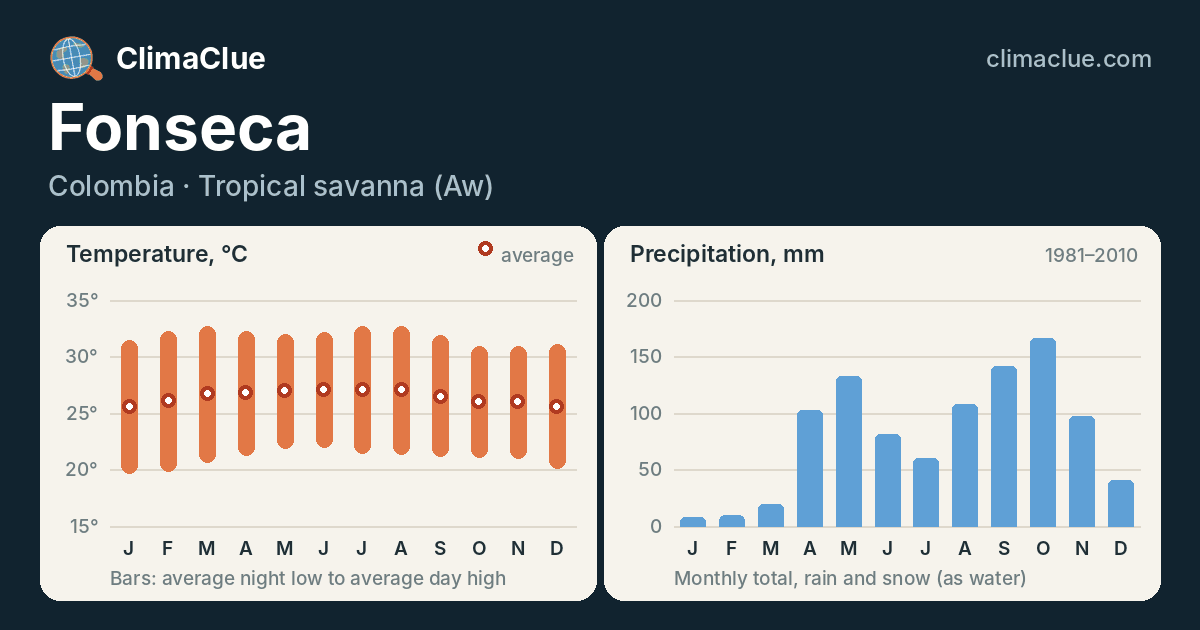 ClimaClue
climaclue.com
Fonseca
Colombia · Tropical savanna (Aw)
Temperature, °C
average
35°
30°
25°
20°
15°
J F M A M J J A S O N D
Bars: average night low to average day high
Precipitation, mm
1981–2010
200
150
100
50
0
J F M A M J J A S O N D
Monthly total, rain and snow (as water)